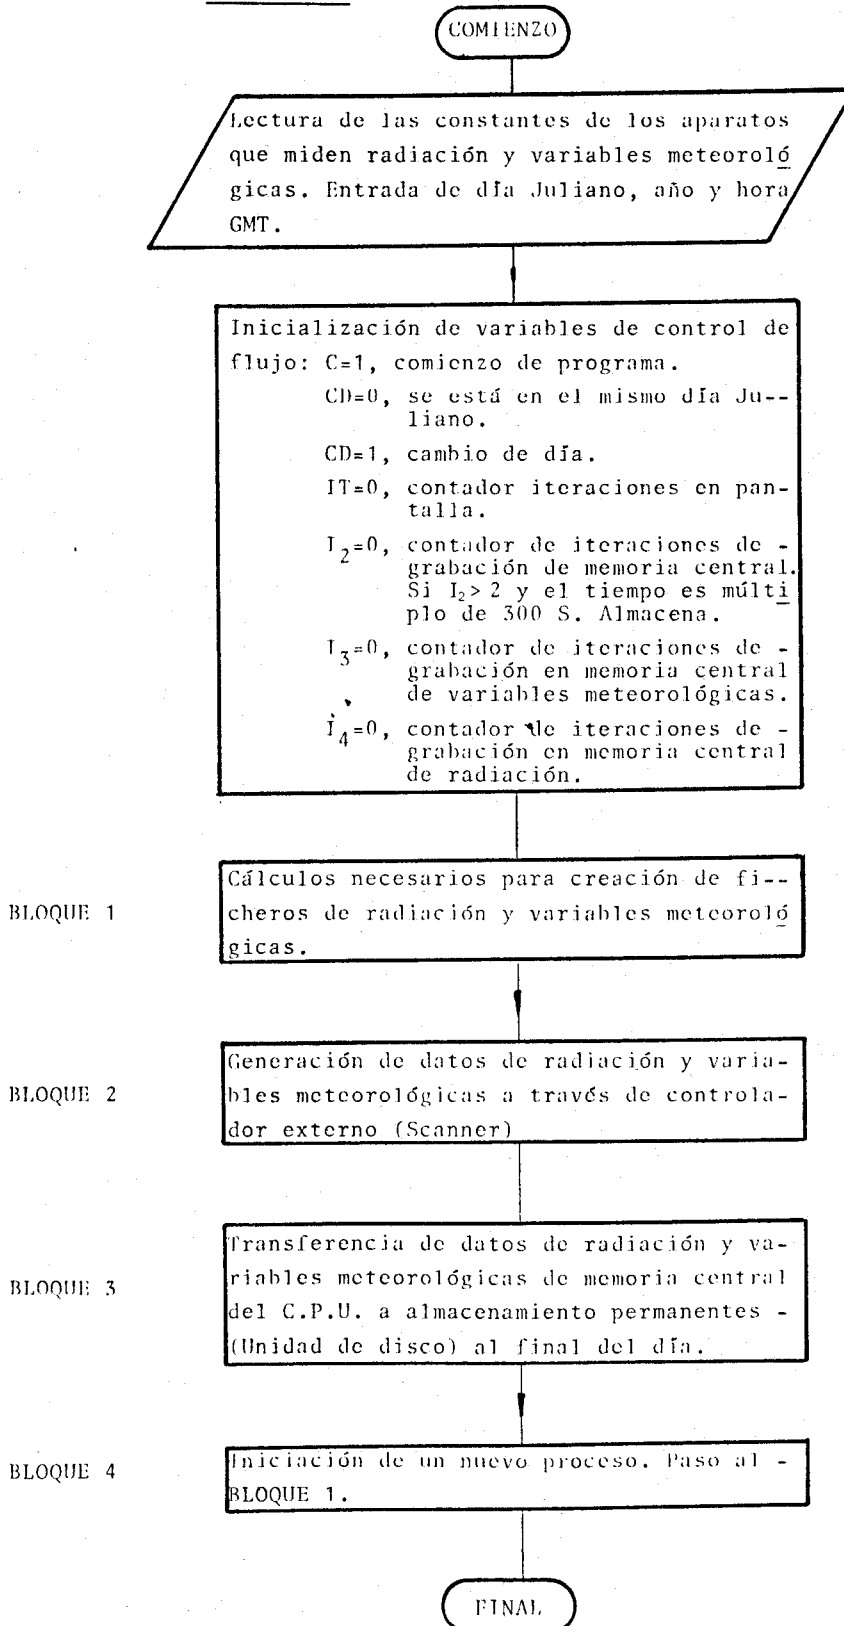 COMIENZO
Lectura de las constantes de los aparatos
que miden radiación y variables meteoroló
gicas. Entrada de día Juliano, año y hora
GMT.
Inicialización de variables de control de
flujo: C=1, comienzo de programa.
CD=0, se está en el mismo día Ju--
liano.
CD=1, cambio de día.
IT=0, contador iteraciones en pan-
talla.
I2=0, contador de iteraciones de -
grabación de memoria central.
Si I2> 2 y el tiempo es múlti
plo de 300 S. Almacena.
I3=0, contador de iteraciones de -
grabación en memoria central
de variables meteorológicas.
I4=0, contador de iteraciones de -
grabación en memoria central
de radiación.
BLOQUE 1
Cálculos necesarios para creación de fi--
cheros de radiación y variables meteoroló
gicas.
BLOQUE 2
Generación de datos de radiación y varia-
bles meteorológicas a través de controla-
dor externo (Scanner)
BLOQUE 3
Transferencia de datos de radiación y va-
riables meteorológicas de memoria central
del C.P.U. a almacenamiento permanentes -
(Unidad de disco) al final del día.
BLOQUE 4
Iniciación de un nuevo proceso. Paso al -
BLOQUE 1.
FINAL